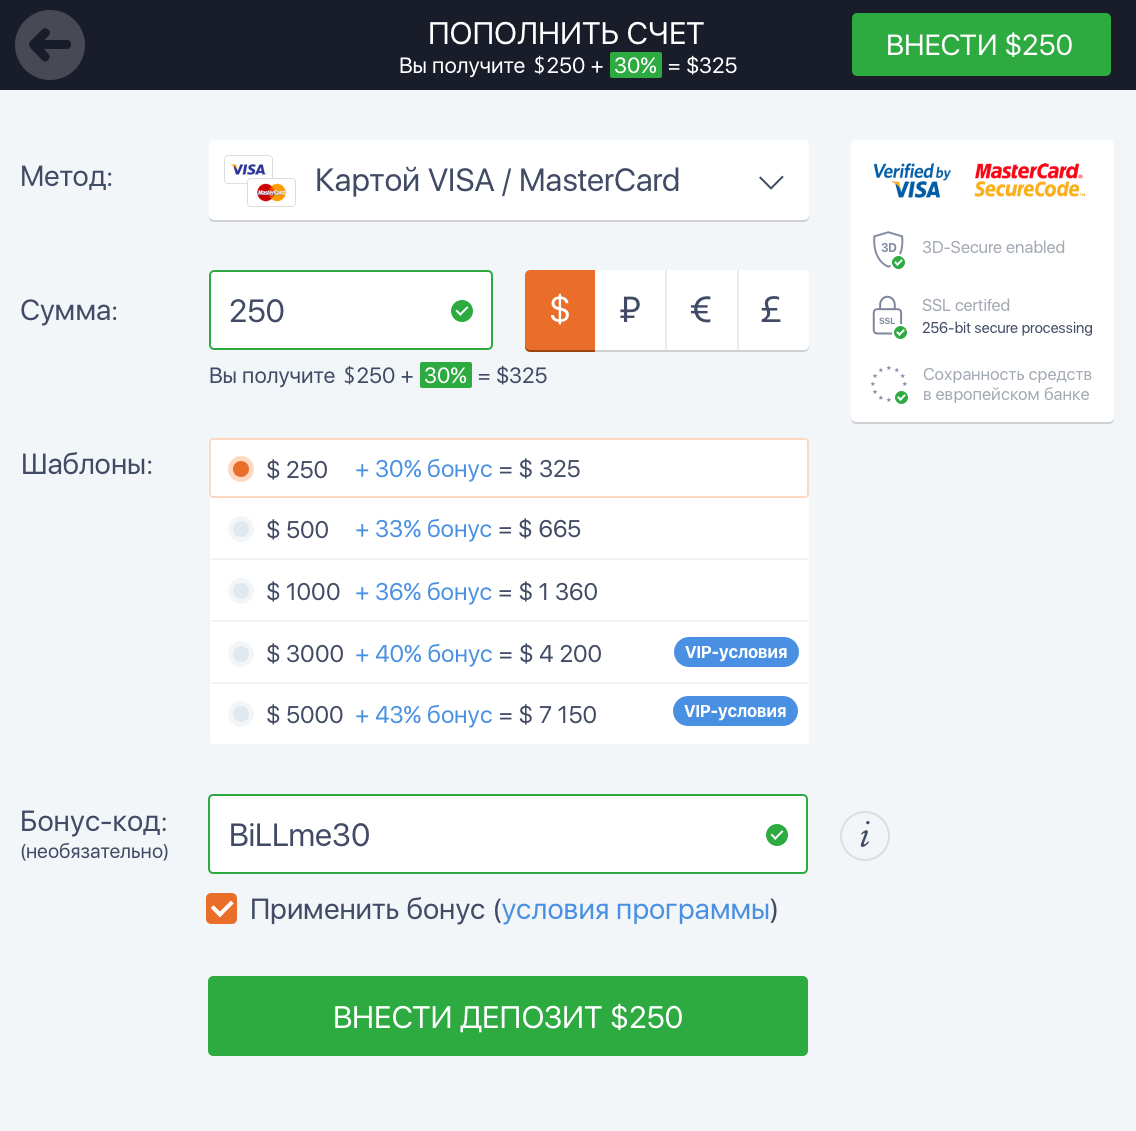 ПОПОЛНИТЬ СЧЕТ
Вы получите $250 + 30% = $325
ВНЕСТИ $250
Метод:
VISA
MasterCard
Картой VISA / MasterCard
Verified by
VISA
MasterCard.
SecureCode™
3D
3D-Secure enabled
SSL
SSL certifed
256-bit secure processing
Сохранность средств
в европейском банке
Сумма:
250
$ ₽ € £
Вы получите $250 + 30% = $325
Шаблоны:
$ 250 + 30% бонус = $ 325
$ 500 + 33% бонус = $ 665
$ 1000 + 36% бонус = $ 1 360
$ 3000 + 40% бонус = $ 4 200 VIP-условия
$ 5000 + 43% бонус = $ 7 150 VIP-условия
Бонус-код:
(необязательно)
BiLLme30
i
Применить бонус (условия программы)
ВНЕСТИ ДЕПОЗИТ $250